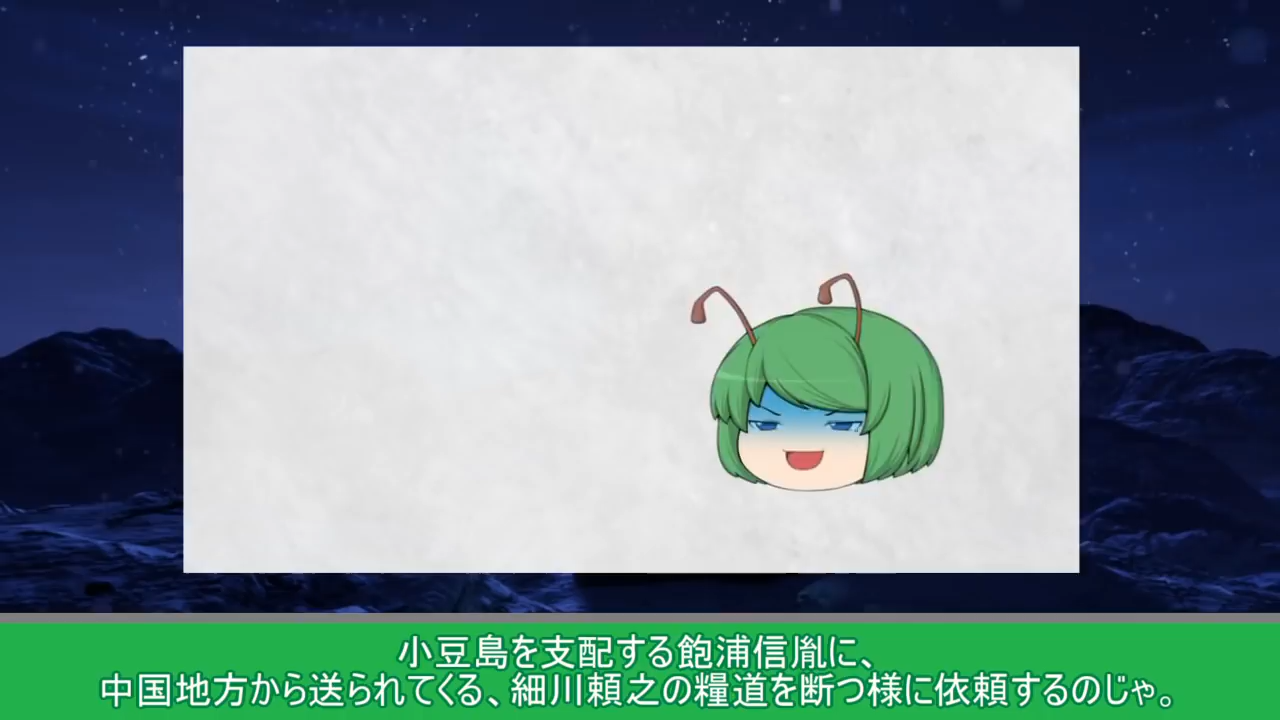 小豆島を支配する飽浦信胤に、
中国地方から送られてくる、細川頼之の糧道を断つ様に依頼するのじゃ。